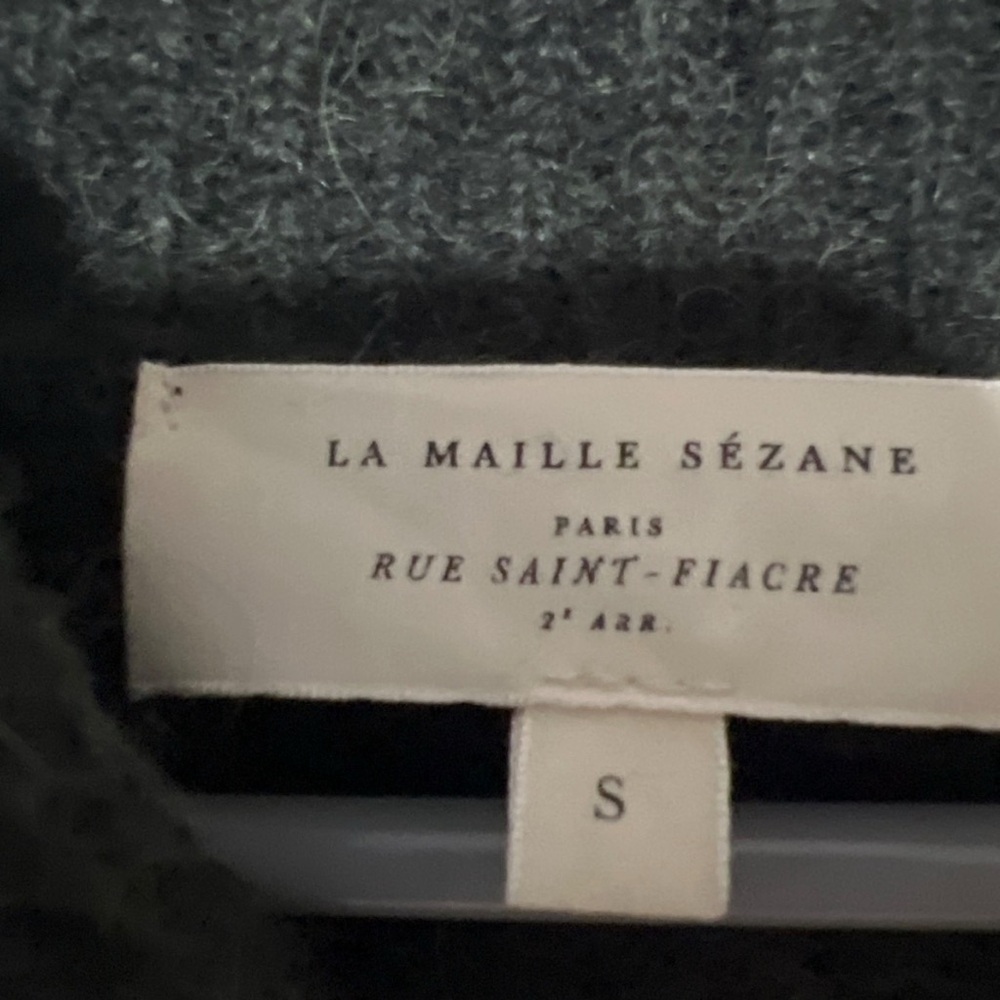 LA MAILLE SÉZANE
PARIS
RUE SAINT-FIACRE
2ᵉ ARR.
S